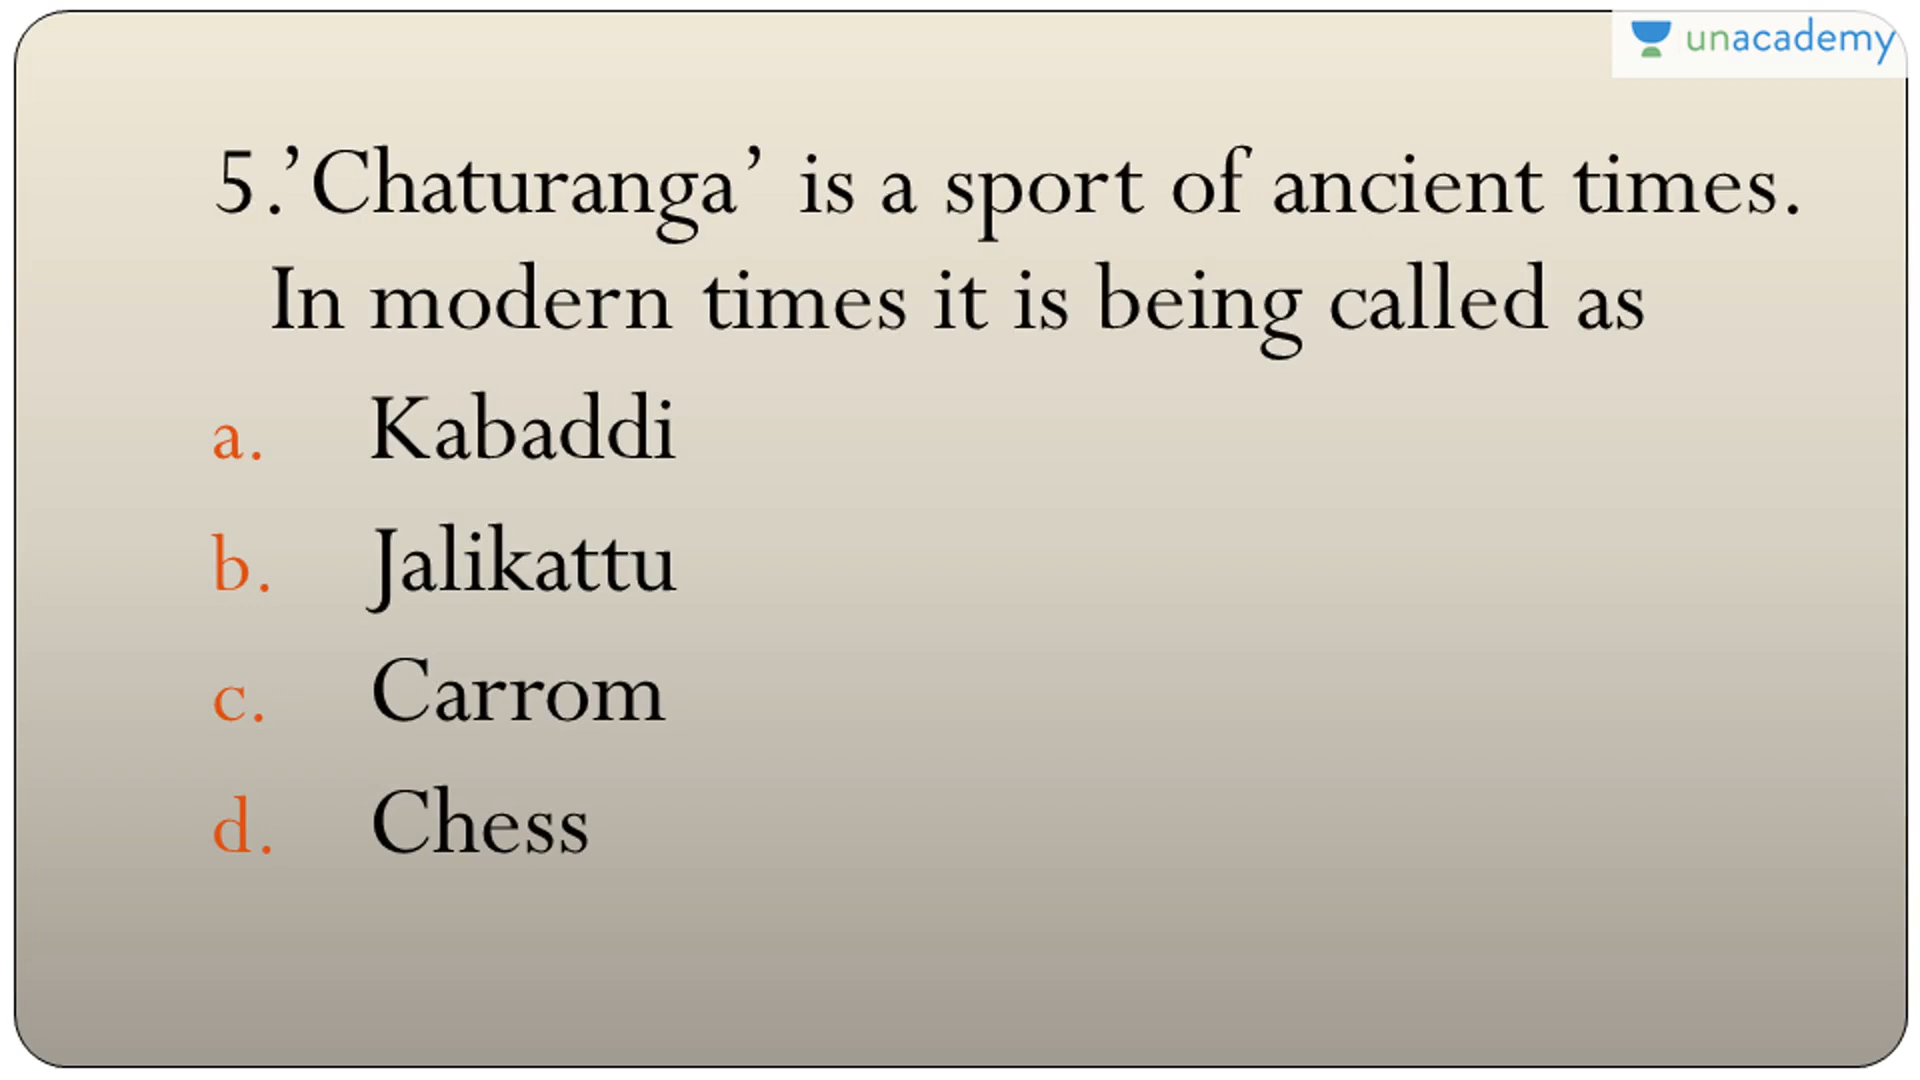 unacademy
5.’Chaturanga’ is a sport of ancient times.
In modern times it is being called as
a. Kabaddi
b. Jalikattu
c. Carrom
d. Chess